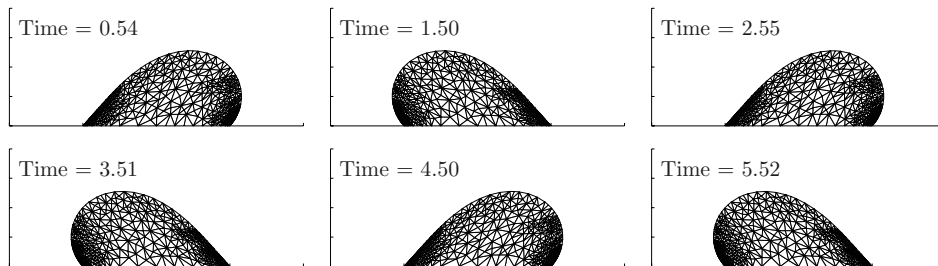 Time = 0.54
Time = 1.50
Time = 2.55
Time = 3.51
Time = 4.50
Time = 5.52